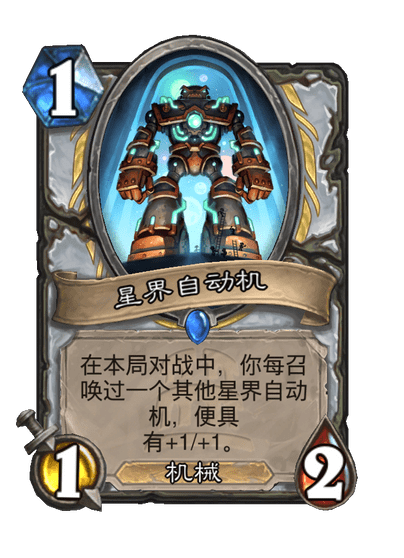 1
星界自动机
在本局对战中，你每召
唤过一个其他星界自动
机，便具
有+1/+1。
机械
1
2